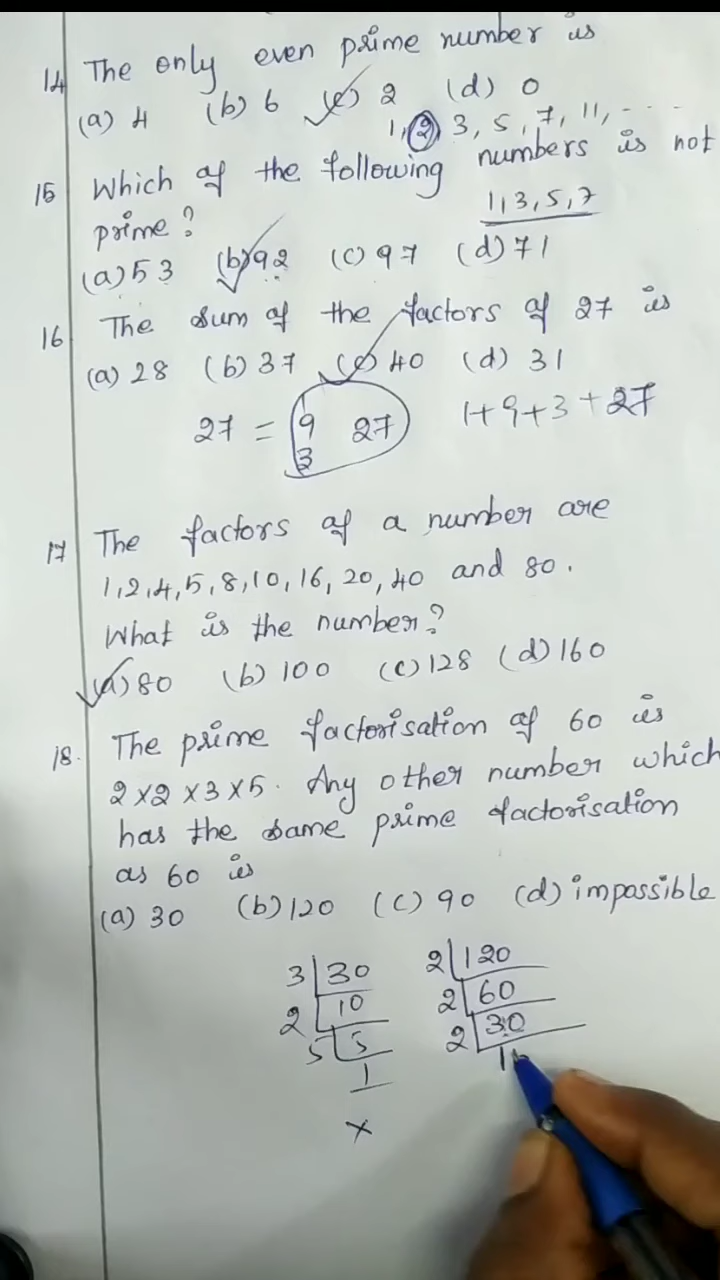 14 The only even prime number is
(a) 4 (b) 6 (c) 2 (d) 0
1, 2, 3, 5, 7, 11, ...
15 Which of the following numbers is not
prime?
1, 3, 5, 7
(a) 53 (b) 92 (c) 97 (d) 71
16 The sum of the factors of 27 is
(a) 28 (b) 37 (c) 40 (d) 31
27 = 1 9 3 27 1+9+3+27
17 The factors of a number are
1,2,4,5,8,10,16,20,40 and 80.
What is the number?
(a) 80 (b) 100 (c) 128 (d) 160
18. The prime factorisation of 60 is
2×2×3×5. Any other number which
has the same prime factorisation
as 60 is
(a) 30 (b) 120 (c) 90 (d) impossible
3 30 2 120
2 10 2 60
5 5 2 30
1 1
×